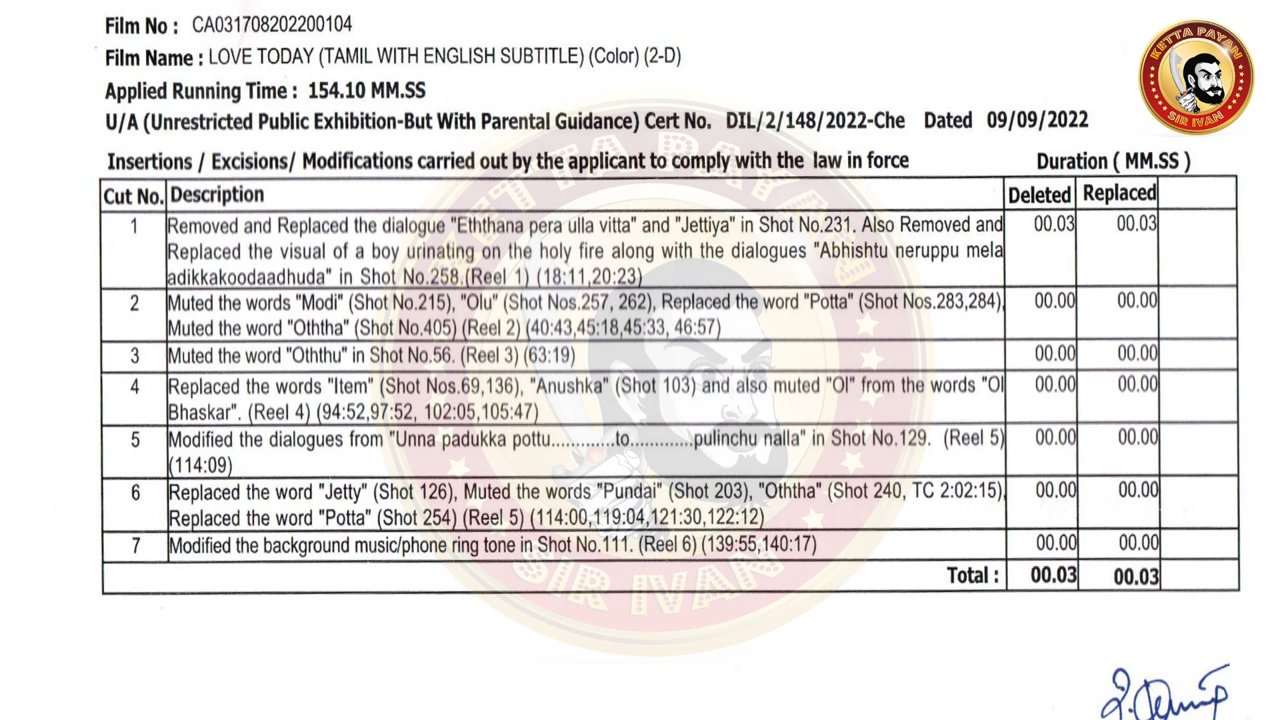 Film No : CA031708202200104
Film Name : LOVE TODAY (TAMIL WITH ENGLISH SUBTITLE) (Color) (2-D)
Applied Running Time : 154.10 MM.SS
U/A (Unrestricted Public Exhibition-But With Parental Guidance) Cert No. DIL/2/148/2022-Che Dated 09/09/2022
KETTA PAYAN
SIR IVAN
Insertions / Excisions/ Modifications carried out by the applicant to comply with the law in force Duration ( MM.SS )
Cut No. Description Deleted Replaced
1 Removed and Replaced the dialogue "Eththana pera ulla vitta" and "Jettiya" in Shot No.231. Also Removed and 00.03 00.03
Replaced the visual of a boy urinating on the holy fire along with the dialogues "Abhishtu neruppu mela
adikkakoodaadhuda" in Shot No.258.(Reel 1) (18:11,20:23)
2 Muted the words "Modi" (Shot No.215), "Olu" (Shot Nos.257, 262), Replaced the word "Potta" (Shot Nos.283,284), 00.00 00.00
Muted the word "Oththa" (Shot No.405) (Reel 2) (40:43,45:18,45:33, 46:57)
3 Muted the word "Oththu" in Shot No.56. (Reel 3) (63:19) 00.00 00.00
4 Replaced the words "Item" (Shot Nos.69,136), "Anushka" (Shot 103) and also muted "Ol" from the words "Ol 00.00 00.00
Bhaskar". (Reel 4) (94:52,97:52, 102:05,105:47)
5 Modified the dialogues from "Unna padukka pottu.............to............pulinchu nalla" in Shot No.129. (Reel 5) 00.00 00.00
(114:09)
6 Replaced the word "Jetty" (Shot 126), Muted the words "Pundai" (Shot 203), "Oththa" (Shot 240, TC 2:02:15), 00.00 00.00
Replaced the word "Potta" (Shot 254) (Reel 5) (114:00,119:04,121:30,122:12)
7 Modified the background music/phone ring tone in Shot No.111. (Reel 6) (139:55,140:17) 00.00 00.00
Total : 00.03 00.03
KETTA PAYAN
SIR IVAN